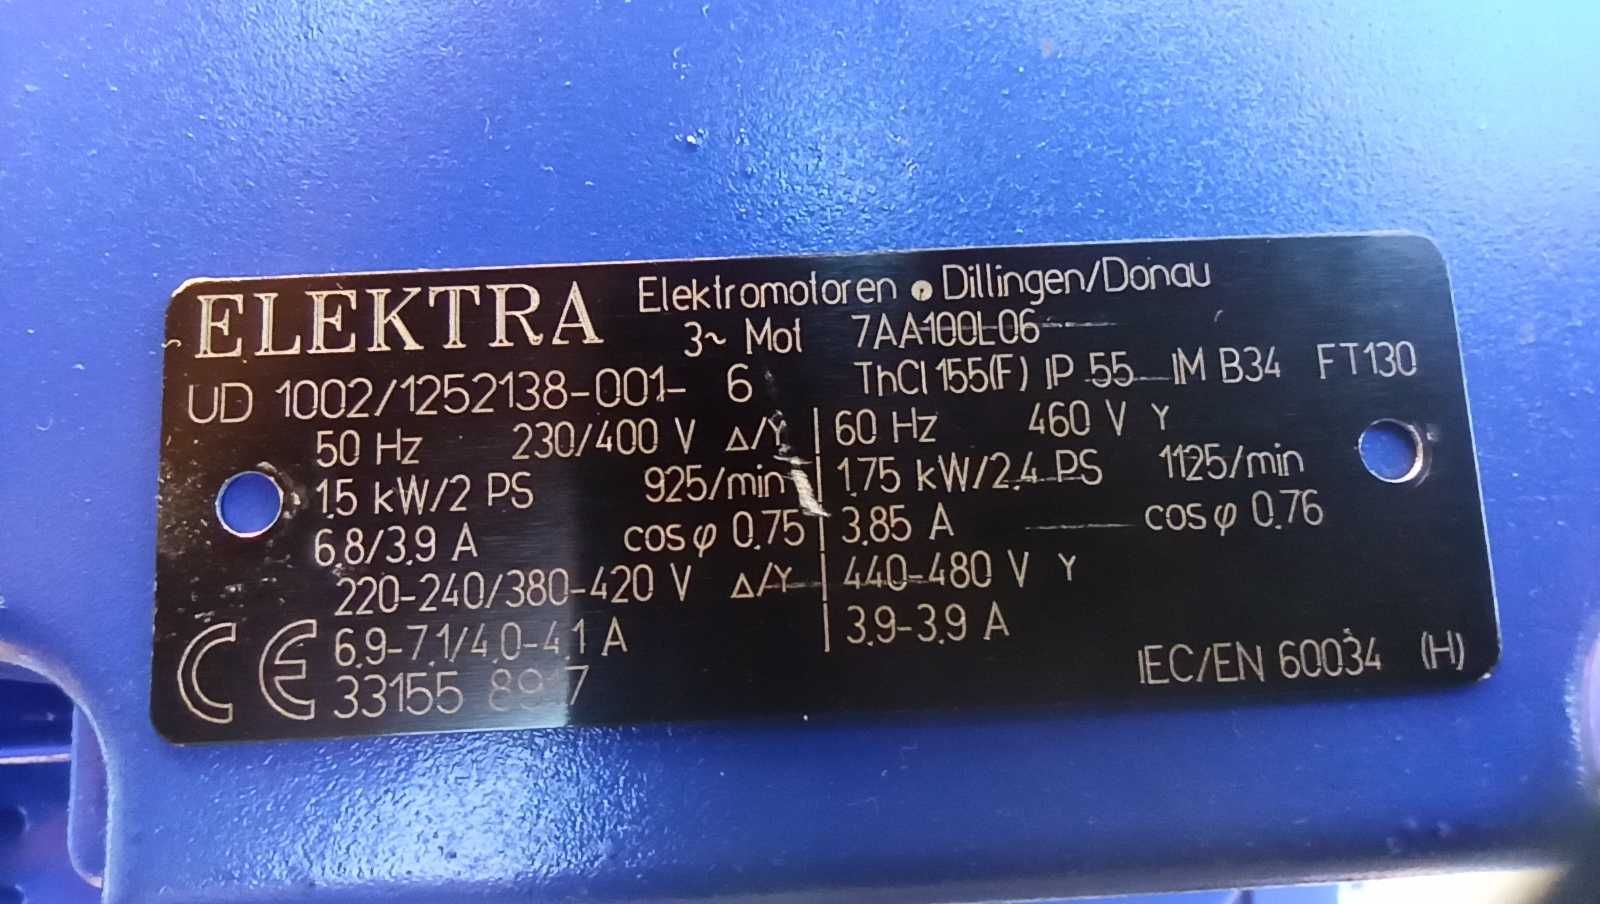 ELEKTRA Elektromotoren • Dillingen/Donau
3~ Mot 7AA100L06
UD 1002/1252138-001- 6 ThCl 155(F) IP 55 IM B34 FT130
50 Hz 230/400 V Δ/Y 60 Hz 460 V Y
1.5 kW/2 PS 925/min 1.75 kW/2.4 PS 1125/min
6.8/3.9 A cosφ 0.75 3.85 A cosφ 0.76
220-240/380-420 V Δ/Y 440-480 V Y
6.9-7.1/4.0-4.1 A 3.9-3.9 A
CE 33155 IEC/EN 60034 (H)